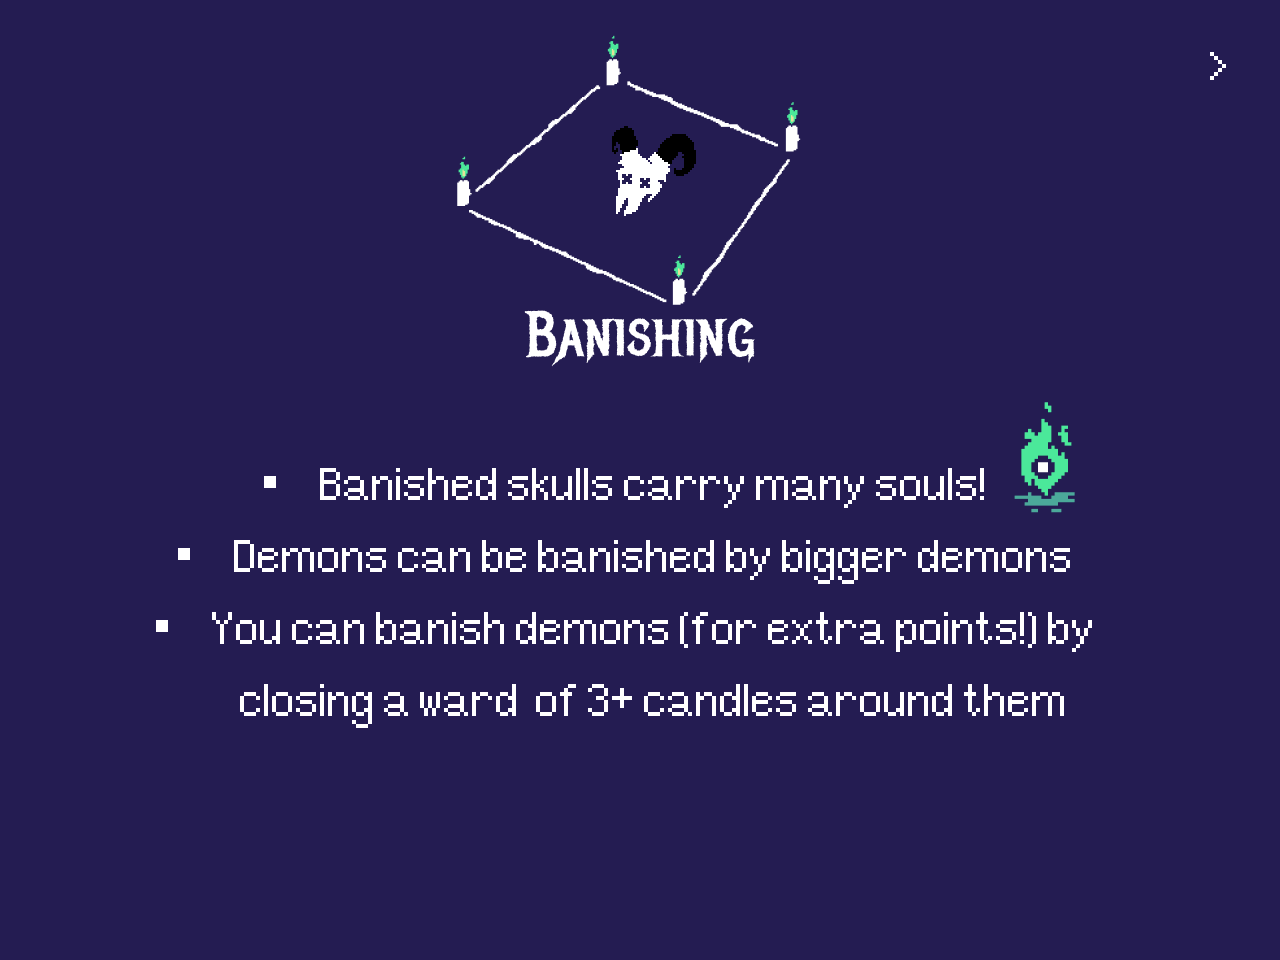 >
BANISHING
▪ Banished skulls carry many souls!
▪ Demons can be banished by bigger demons
▪ You can banish demons (for extra points!) by
closing a ward of 3+ candles around them